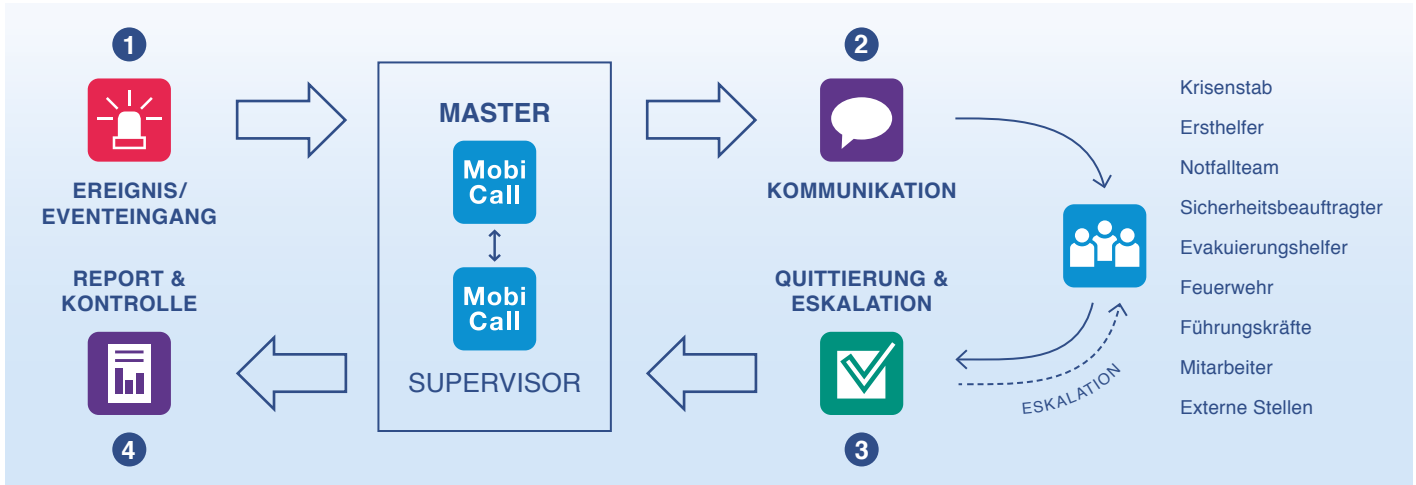 1
EREIGNIS/
EVENTEINGANG
MASTER
Mobi
Call
Mobi
Call
SUPERVISOR
2
KOMMUNIKATION
Krisenstab
Ersthelfer
Notfallteam
Sicherheitsbeauftragter
Evakuierungshelfer
Feuerwehr
Führungskräfte
Mitarbeiter
Externe Stellen
QUITTIERUNG &
ESKALATION
ESKALATION
3
REPORT &
KONTROLLE
4